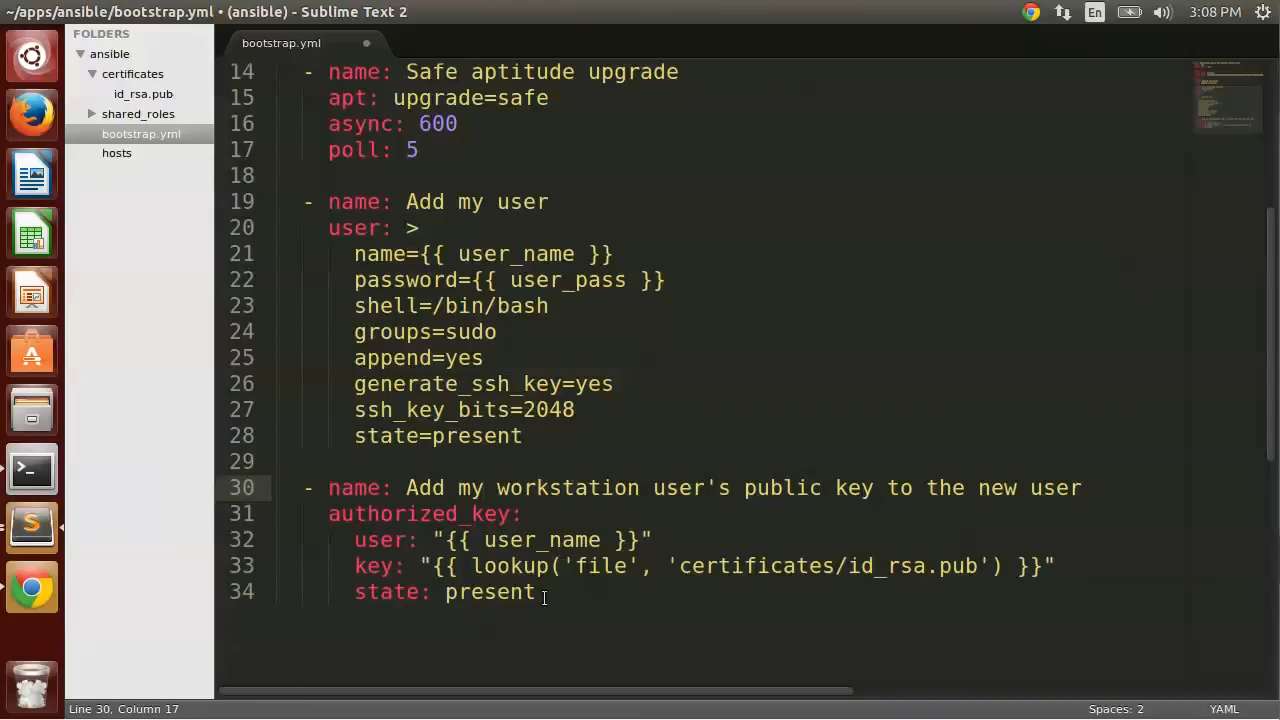 ~/apps/ansible/bootstrap.yml • (ansible) - Sublime Text 2
En
3:08 PM
FOLDERS
ansible
certificates
id_rsa.pub
shared_roles
bootstrap.yml
hosts
bootstrap.yml
14 - name: Safe aptitude upgrade
15 apt: upgrade=safe
16 async: 600
17 poll: 5
18
19 - name: Add my user
20 user: >
21 name={{ user_name }}
22 password={{ user_pass }}
23 shell=/bin/bash
24 groups=sudo
25 append=yes
26 generate_ssh_key=yes
27 ssh_key_bits=2048
28 state=present
29
30 - name: Add my workstation user's public key to the new user
31 authorized_key:
32 user: "{{ user_name }}"
33 key: "{{ lookup('file', 'certificates/id_rsa.pub') }}"
34 state: present
Line 30, Column 17
Spaces: 2
YAML